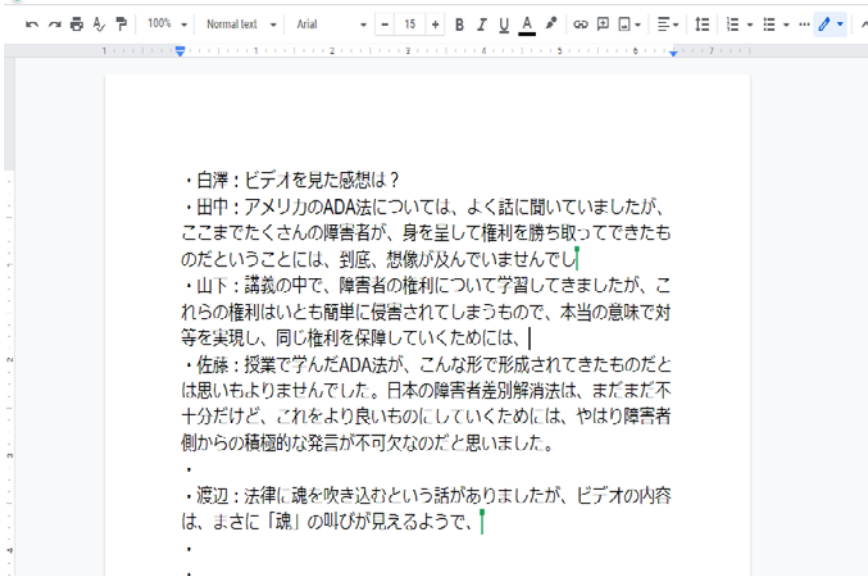 100%
Normal text
Arial
15
B I U A
1 1 2 3 4 5 6 7
・白澤：ビデオを見た感想は？
・田中：アメリカのADA法については、よく話に聞いていましたが、
ここまでたくさんの障害者が、身を呈して権利を勝ち取ってできたも
のだということには、到底、想像が及んでいませんでし
・山下：講義の中で、障害者の権利について学習してきましたが、こ
れらの権利はいとも簡単に侵害されてしまうもので、本当の意味で対
等を実現し、同じ権利を保障していくためには、
・佐藤：授業で学んだADA法が、こんな形で形成されてきたものだと
は思いもよりませんでした。日本の障害者差別解消法は、まだまだ不
十分だけど、これをより良いものにしていくためには、やはり障害者
側からの積極的な発言が不可欠なのだと思いました。
・
・渡辺：法律に魂を吹き込むという話がありましたが、ビデオの内容
は、まさに「魂」の叫びが見えるようで、
・
・